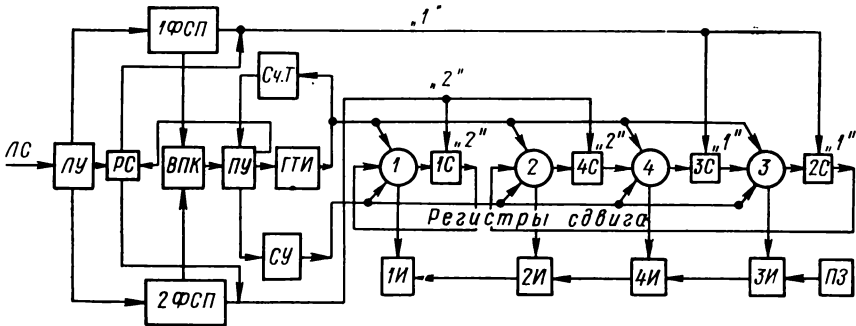 1ФСП
„1"
Сч.Т
„2"
ЛС
ЛУ
РС
ВПК
ПУ
ГТИ
1
1С
„2"
2
4С
„2"
4
3С
„1"
3
2С
„1"
Регистры сдвига
СУ
2ФСП
1И
2И
4И
3И
ПЗ